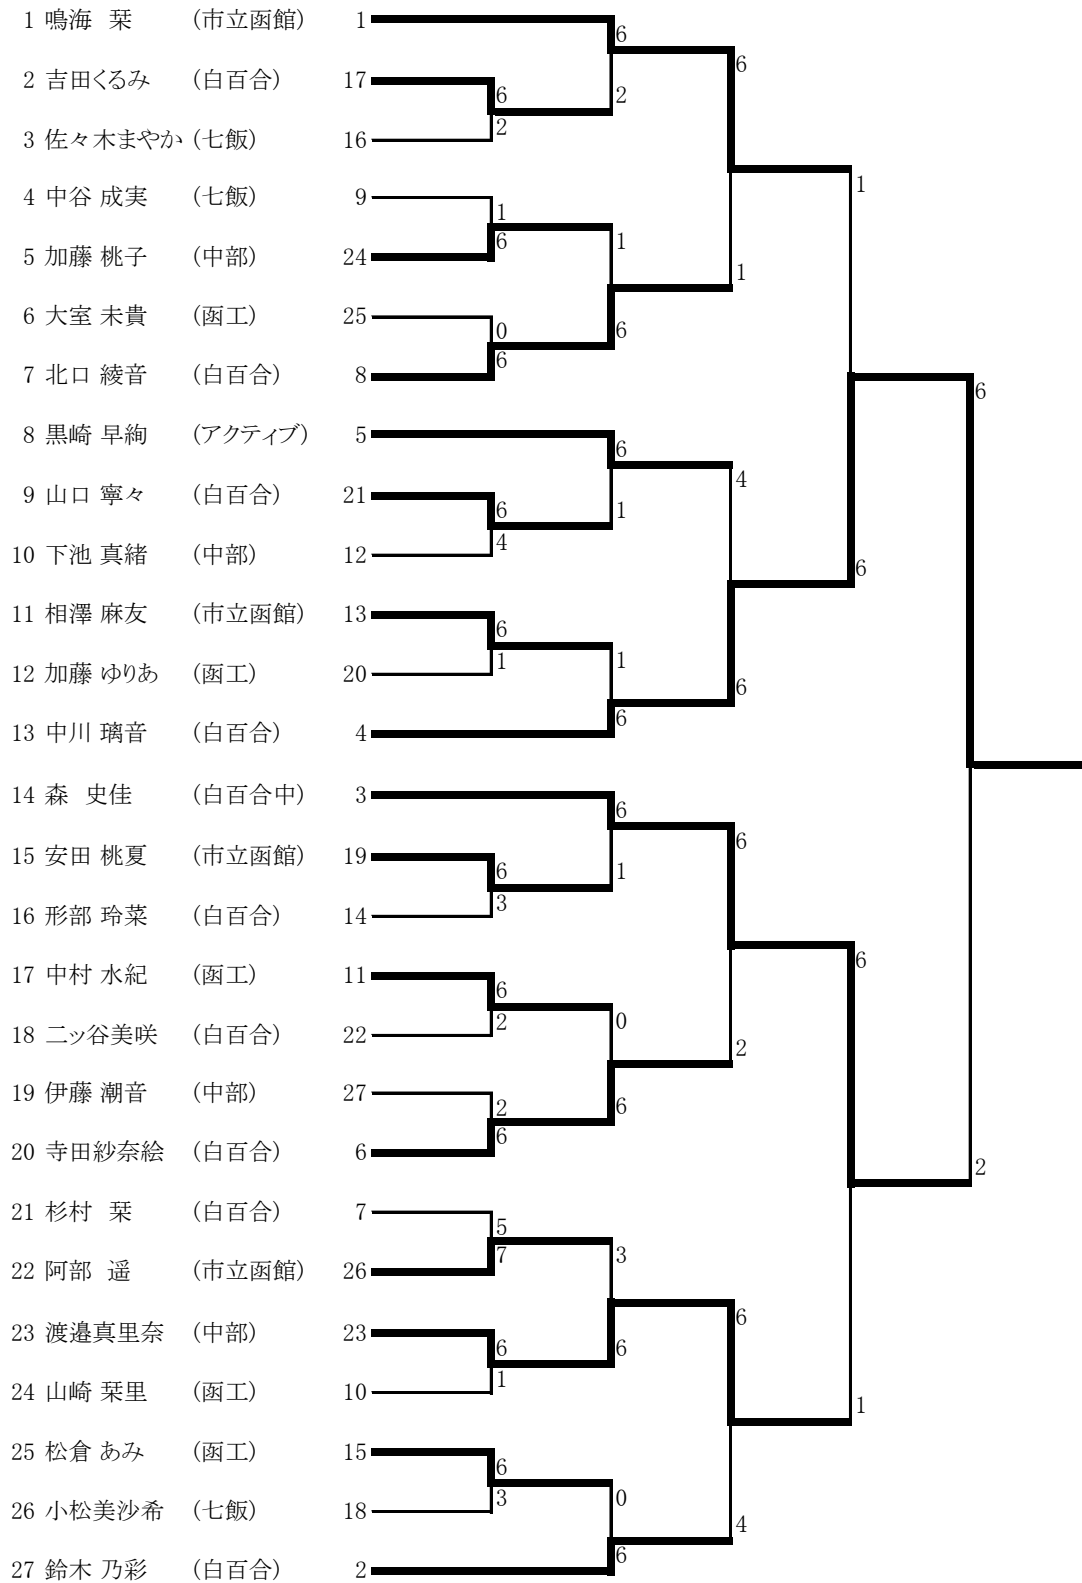 1 鳴海 栞 (市立函館) 1
6
6
2 吉田くるみ (白百合) 17
6
2
2
3 佐々木まやか (七飯) 16
1
4 中谷 成実 (七飯) 9
1
6
1
5 加藤 桃子 (中部) 24
1
6 大室 未貴 (函工) 25
0
6
6
7 北口 綾音 (白百合) 8
6
8 黒崎 早絢 (アクティブ) 5
6
4
9 山口 寧々 (白百合) 21
6
1
4
10 下池 真緒 (中部) 12
6
11 相澤 麻友 (市立函館) 13
6
1
1
12 加藤 ゆりあ (函工) 20
6
6
13 中川 璃音 (白百合) 4
14 森 史佳 (白百合中) 3
6
6
15 安田 桃夏 (市立函館) 19
6
1
3
16 形部 玲菜 (白百合) 14
6
17 中村 水紀 (函工) 11
6
2
0
18 二ッ谷美咲 (白百合) 22
2
19 伊藤 潮音 (中部) 27
2
6
6
20 寺田紗奈絵 (白百合) 6
2
21 杉村 栞 (白百合) 7
5
7
3
22 阿部 遥 (市立函館) 26
6
23 渡邉真里奈 (中部) 23
6
6
1
24 山崎 栞里 (函工) 10
1
25 松倉 あみ (函工) 15
6
3
0
26 小松美沙希 (七飯) 18
4
6
27 鈴木 乃彩 (白百合) 2